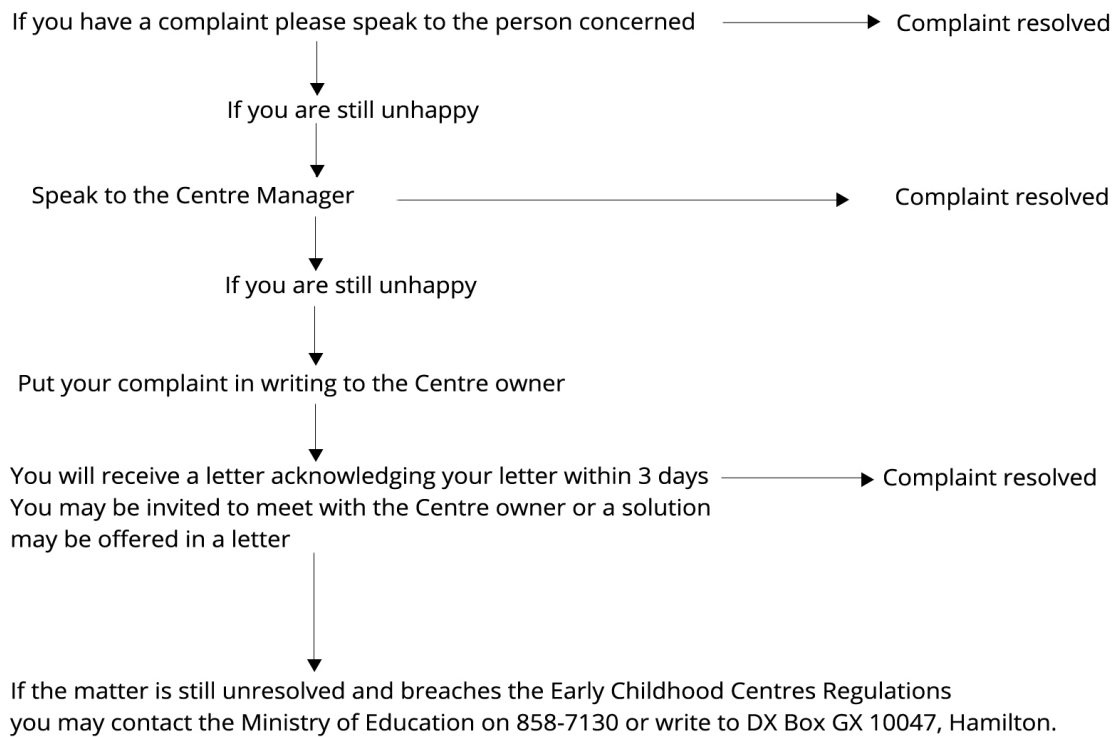 If you have a complaint please speak to the person concerned
Complaint resolved
If you are still unhappy
Speak to the Centre Manager
Complaint resolved
If you are still unhappy
Put your complaint in writing to the Centre owner
You will receive a letter acknowledging your letter within 3 days
Complaint resolved
You may be invited to meet with the Centre owner or a solution
may be offered in a letter
If the matter is still unresolved and breaches the Early Childhood Centres Regulations
you may contact the Ministry of Education on 858-7130 or write to DX Box GX 10047, Hamilton.